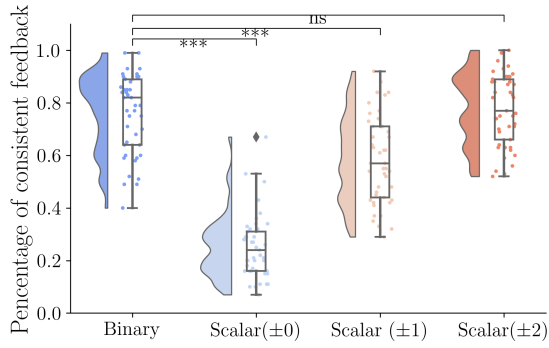 ns
***
***
Percentage of consistent feedback
1.0
0.8
0.6
0.4
0.2
0.0
Binary Scalar(±0) Scalar (±1) Scalar(±2)